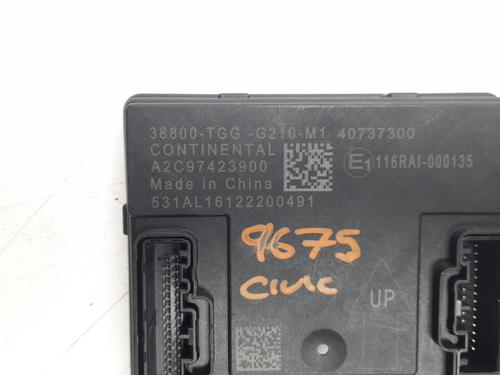 38800-TGG -G210-M1 40737300
CONTINENTAL
A2C97423900
Made in China
531AL16122200491
E1 116RAI-000135
9675
CIVIC
UP